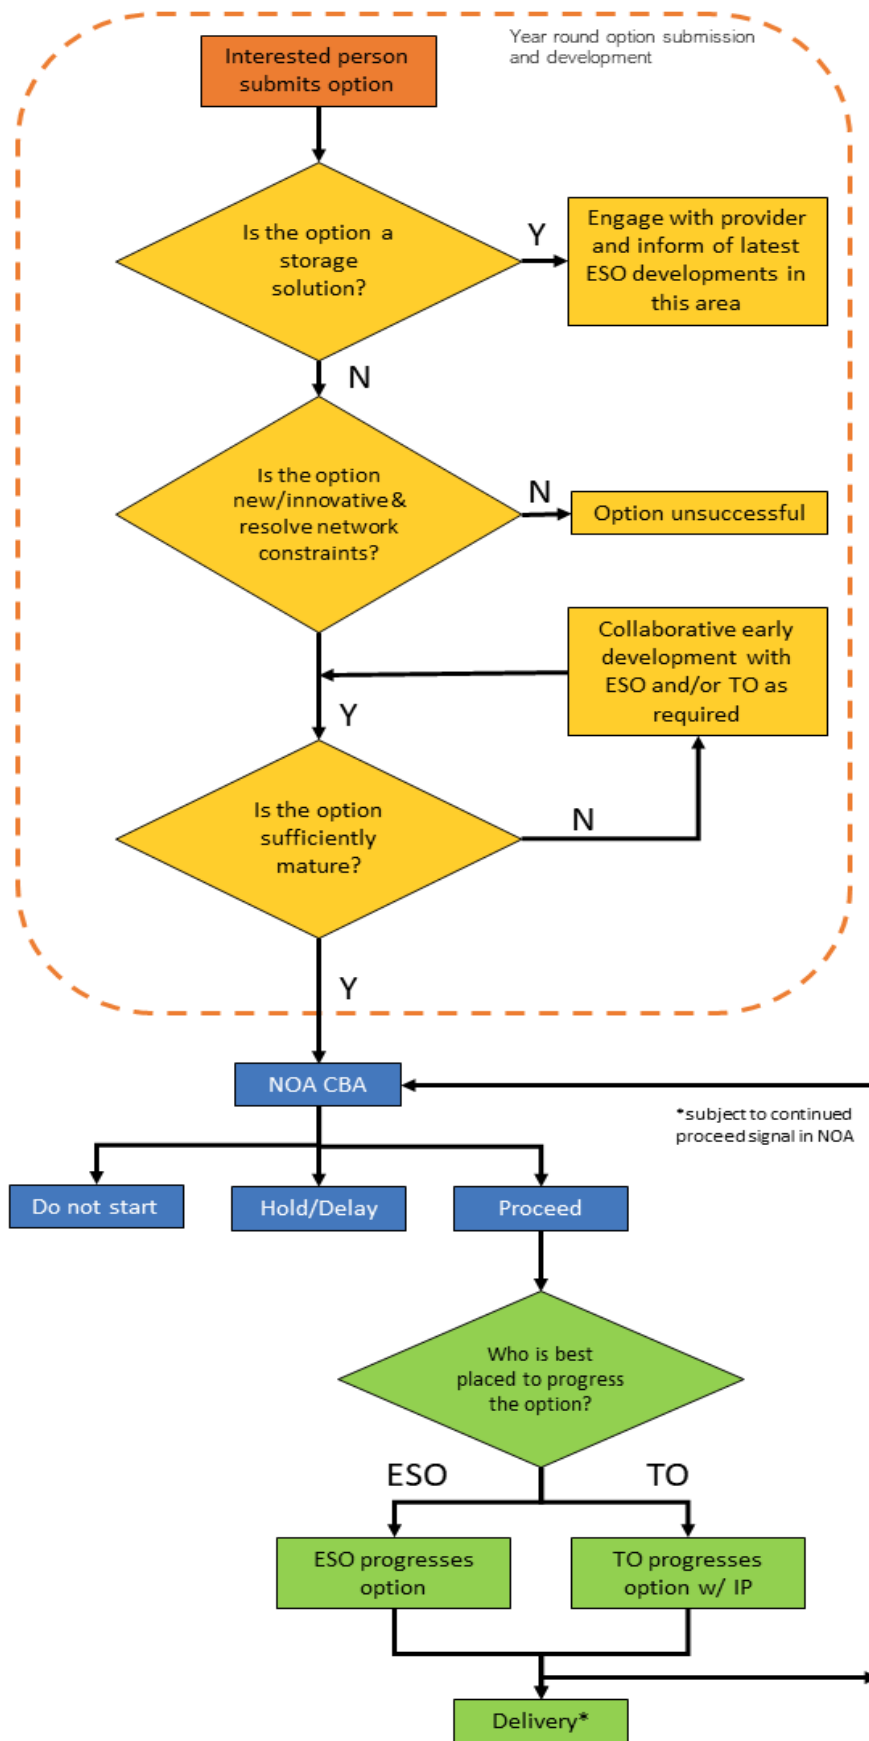 Year round option submission
and development
Interested person
submits option
Is the option a
storage
solution?
Y
Engage with provider
and inform of latest
ESO developments in
this area
N
Is the option
new/innovative &
resolve network
constraints?
N
Option unsuccessful
Collaborative early
development with
ESO and/or TO as
required
Y
Is the option
sufficiently
mature?
N
Y
NOA CBA
*subject to continued
proceed signal in NOA
Do not start
Hold/Delay
Proceed
Who is best
placed to progress
the option?
ESO
TO
ESO progresses
option
TO progresses
option w/ IP
Delivery*